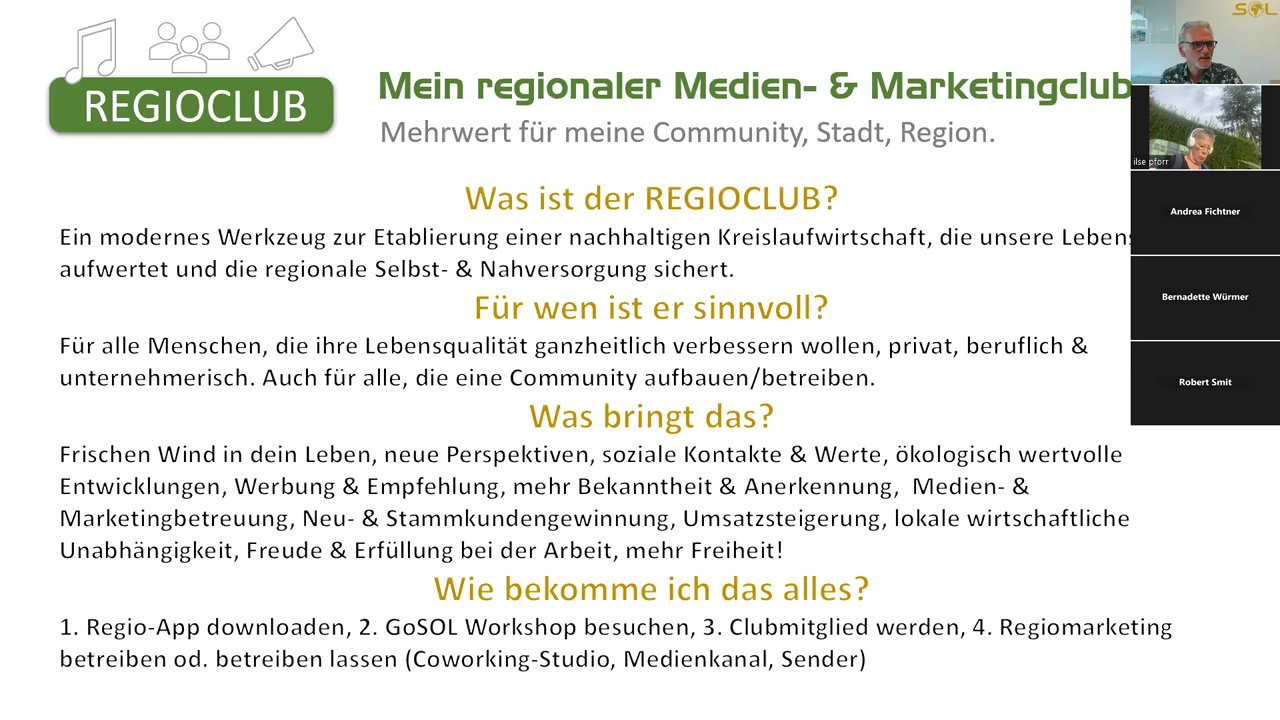 REGIOCLUB
Mein regionaler Medien- & Marketingclub
Mehrwert für meine Community, Stadt, Region.
Was ist der REGIOCLUB?
Ein modernes Werkzeug zur Etablierung einer nachhaltigen Kreislaufwirtschaft, die unsere Lebens
aufwertet und die regionale Selbst- & Nahversorgung sichert.
Für wen ist er sinnvoll?
Für alle Menschen, die ihre Lebensqualität ganzheitlich verbessern wollen, privat, beruflich &
unternehmerisch. Auch für alle, die eine Community aufbauen/betreiben.
Was bringt das?
Frischen Wind in dein Leben, neue Perspektiven, soziale Kontakte & Werte, ökologisch wertvolle
Entwicklungen, Werbung & Empfehlung, mehr Bekanntheit & Anerkennung, Medien- &
Marketingbetreuung, Neu- & Stammkundengewinnung, Umsatzsteigerung, lokale wirtschaftliche
Unabhängigkeit, Freude & Erfüllung bei der Arbeit, mehr Freiheit!
Wie bekomme ich das alles?
1. Regio-App downloaden, 2. GoSOL Workshop besuchen, 3. Clubmitglied werden, 4. Regiomarketing
betreiben od. betreiben lassen (Coworking-Studio, Medienkanal, Sender)
SOL
ilse pforr
Andrea Fichtner
Bernadette Würmer
Robert Smit